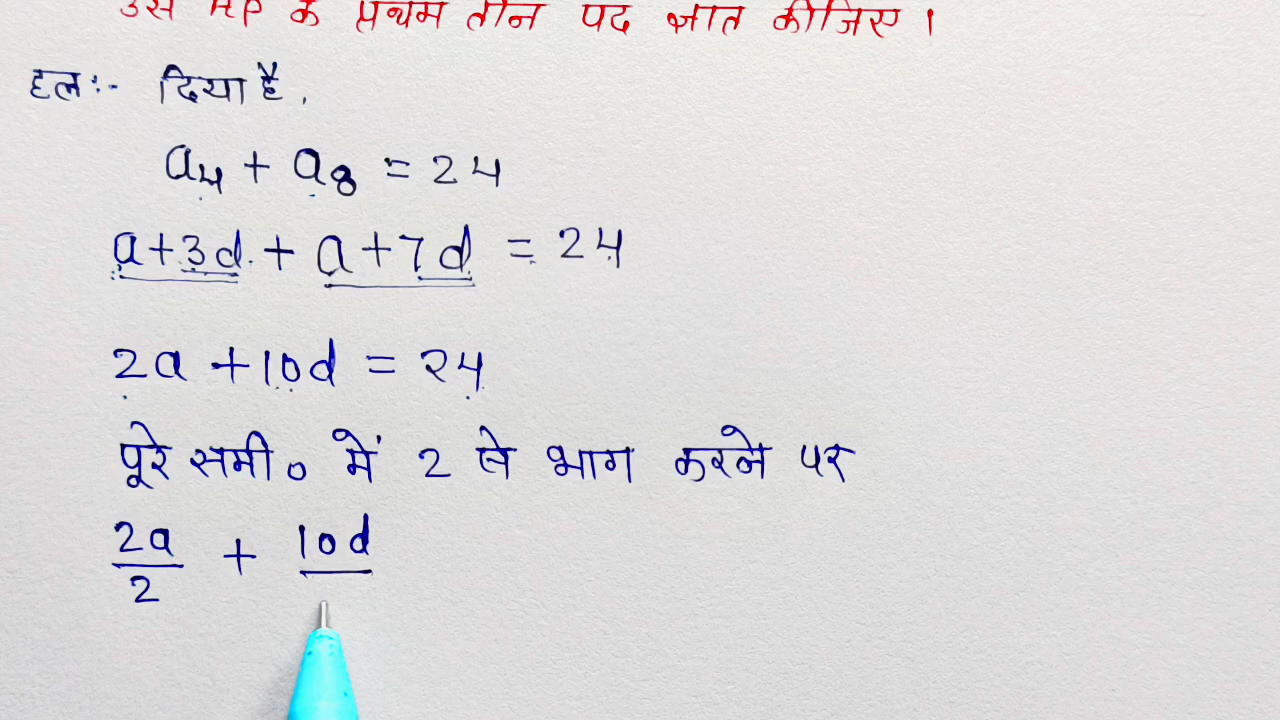 उस AP के प्रथम तीन पद ज्ञात कीजिए ।
हलः- दिया है,
a₄ + a₈ = 24
a+3d + a+7d = 24
2a +10d = 24
पूरे समी० में 2 से भाग करने पर
2a/2 + 10d/